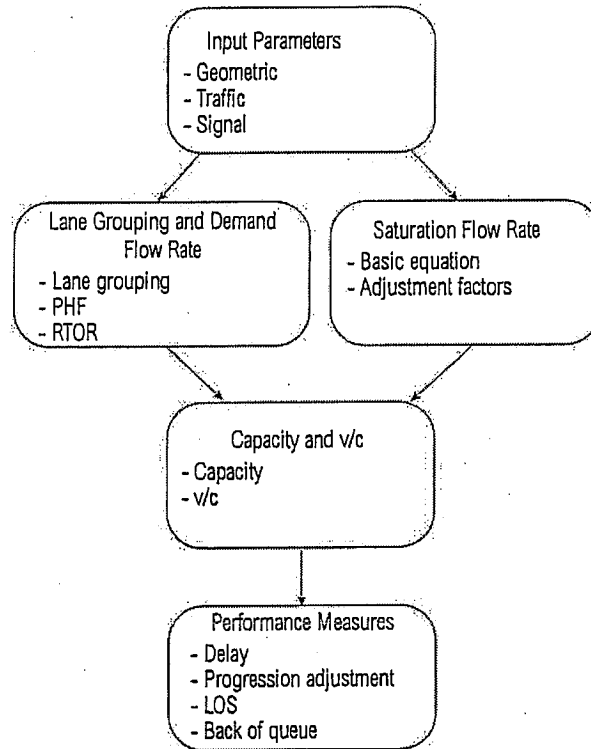 Input Parameters
- Geometric
- Traffic
- Signal
Lane Grouping and Demand
Flow Rate
- Lane grouping
- PHF
- RTOR
Saturation Flow Rate
- Basic equation
- Adjustment factors
Capacity and v/c
- Capacity
- v/c
Performance Measures
- Delay
- Progression adjustment
- LOS
- Back of queue